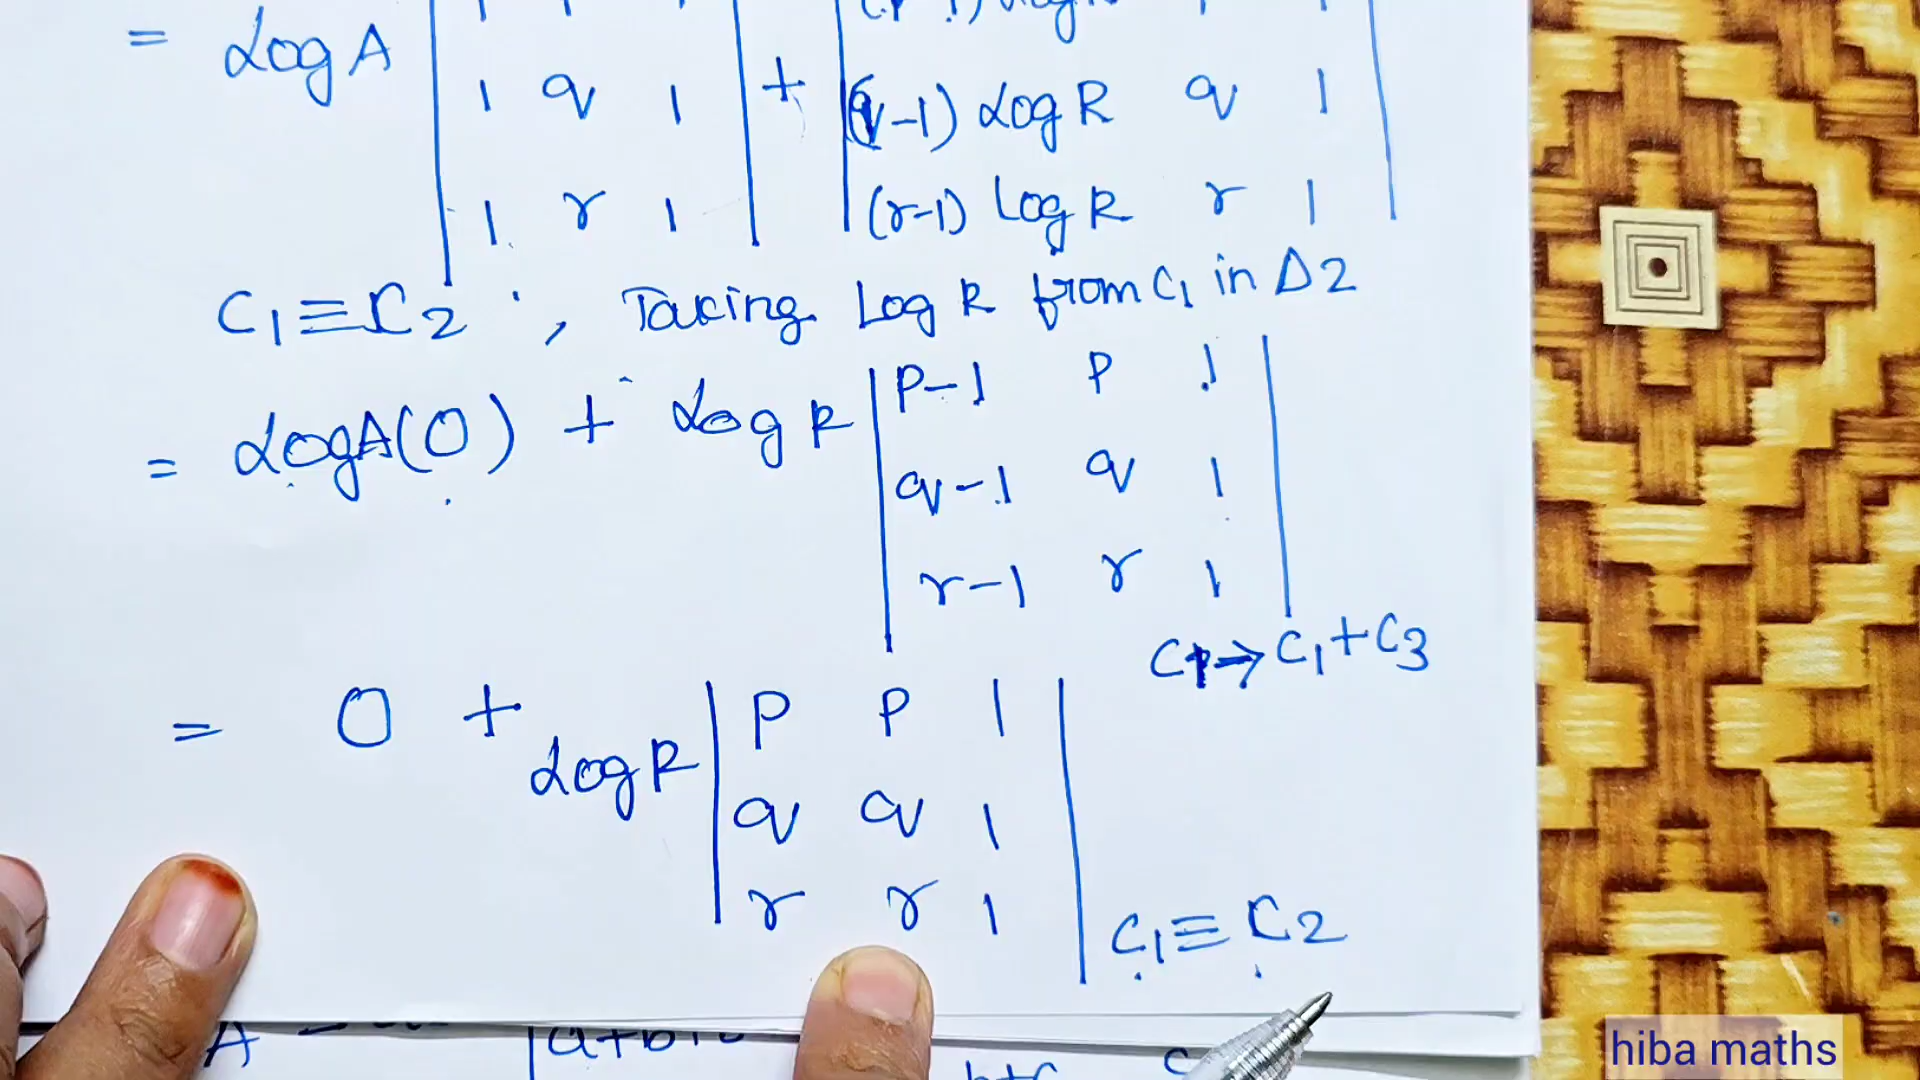 = Log A | 1 q 1 | + | (q-1) Log R q 1 |
| 1 r 1 | | (r-1) Log R r 1 |
C1 ≡ C2 , Taking Log R from C1 in Δ2
= Log A(0) + Log R | P-1 P 1 |
| q-1 q 1 |
| r-1 r 1 |
C1→ C1+C3
= 0 + Log R | P P 1 |
| q q 1 |
| r r 1 |
C1 ≡ C2
hiba maths